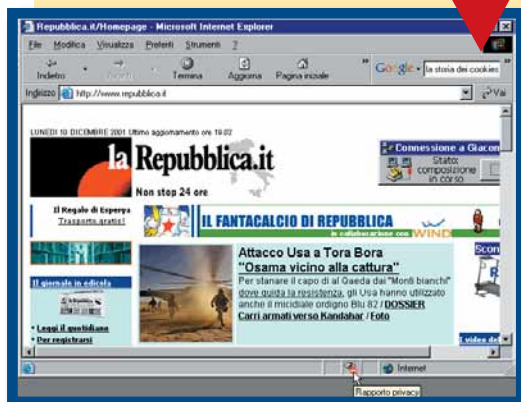 Repubblica.it/Homepage - Microsoft Internet Explorer
File Modifica Visualizza Preferiti Strumenti ?
Indietro Avanti Termina Aggiorna Pagina iniziale » Google la storia dei cookies »
Indirizzo http://www.repubblica.it Vai
LUNEDI 10 DICEMBRE 2001 Ultimo aggiornamento ore 19.02
la Repubblica.it
Non stop 24 ore
Connessione a Giacon
Stato:
composizione
in corso
Il Regalo di Esperya
Trasporto gratis!
IL FANTACALCIO DI REPUBBLICA
in collaborazione con WIND
Attacco Usa a Tora Bora
"Osama vicino alla cattura"
Per stanare il capo di al Qaeda dai "Monti bianchi"
dove guida la resistenza, gli Usa hanno utilizzato
anche il micidiale ordigno Blu 82 / DOSSIER
Carri armati verso Kandahar / Foto
Il giornale in edicola
la Repubblica
Leggi il quotidiano
Per registrarsi
Scon
I video del
Internet
Rapporto privacy